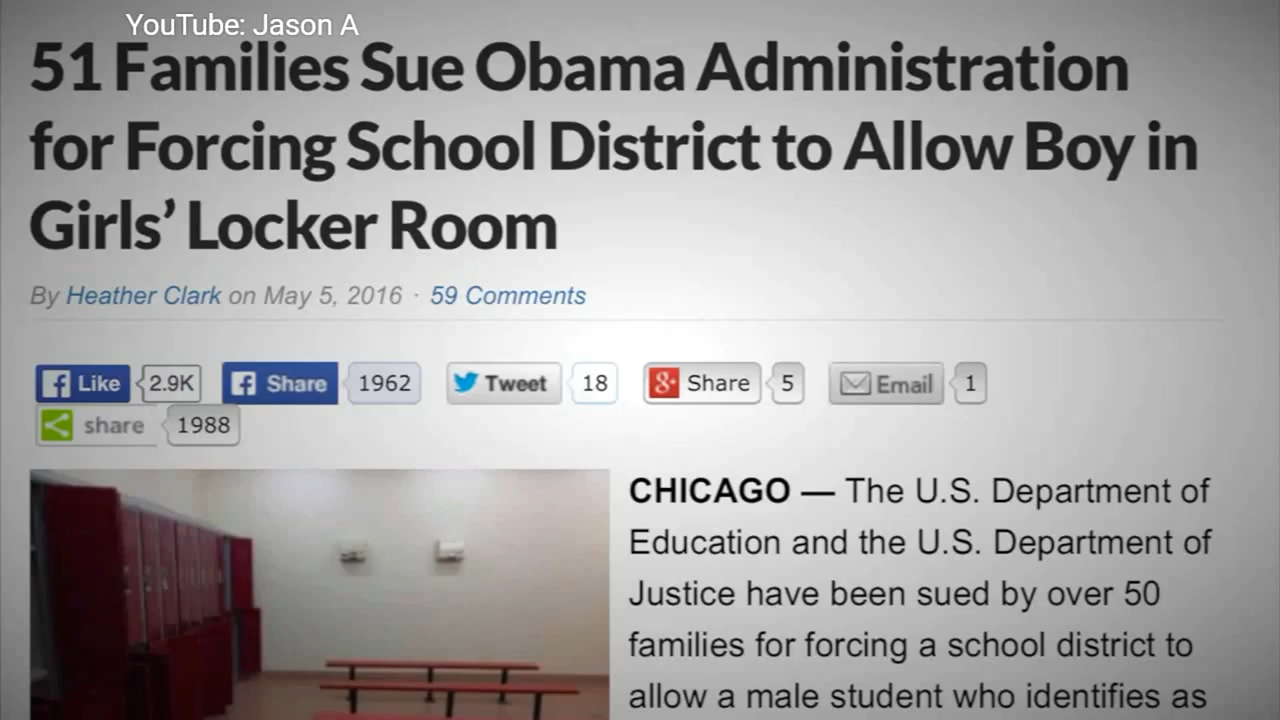 YouTube: Jason A
51 Families Sue Obama Administration
for Forcing School District to Allow Boy in
Girls’ Locker Room
By Heather Clark on May 5, 2016 · 59 Comments
Like 2.9K Share 1962 Tweet 18 Share 5 Email 1
share 1988
CHICAGO — The U.S. Department of
Education and the U.S. Department of
Justice have been sued by over 50
families for forcing a school district to
allow a male student who identifies as